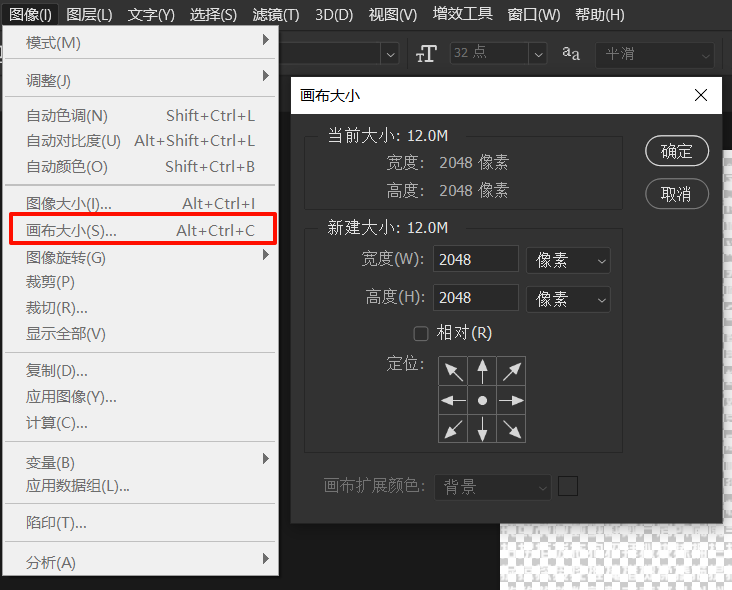 图像(I) 图层(L) 文字(Y) 选择(S) 滤镜(T) 3D(D) 视图(V) 增效工具 窗口(W) 帮助(H)
32 点 aa 半滑
模式(M)
调整(J)
自动色调(N) Shift+Ctrl+L
自动对比度(U) Alt+Shift+Ctrl+L
自动颜色(O) Shift+Ctrl+B
图像大小(I)... Alt+Ctrl+I
画布大小(S)... Alt+Ctrl+C
图像旋转(G)
裁剪(P)
裁切(R)...
显示全部(V)
复制(D)...
应用图像(Y)...
计算(C)...
变量(B)
应用数据组(L)...
陷印(T)...
分析(A)
画布大小
当前大小: 12.0M
宽度: 2048 像素
高度: 2048 像素
确定
取消
新建大小: 12.0M
宽度(W): 2048 像素
高度(H): 2048 像素
相对(R)
定位:
画布扩展颜色: 背景